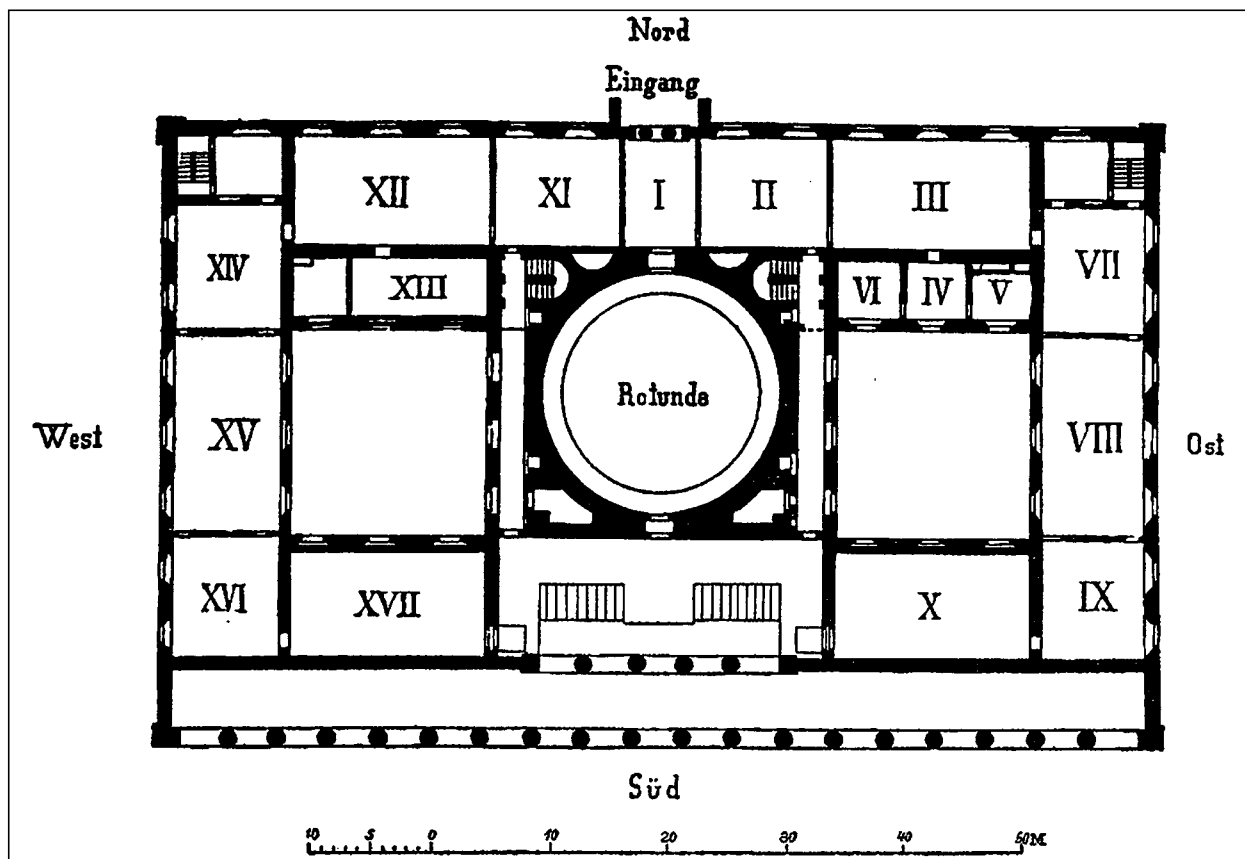 Nord
Eingang
XII XI I II III
XIV XIII VI IV V VII
Rotunde
West XV VIII Ost
XVI XVII X IX
Süd
10 5 0 10 20 30 40 50M.